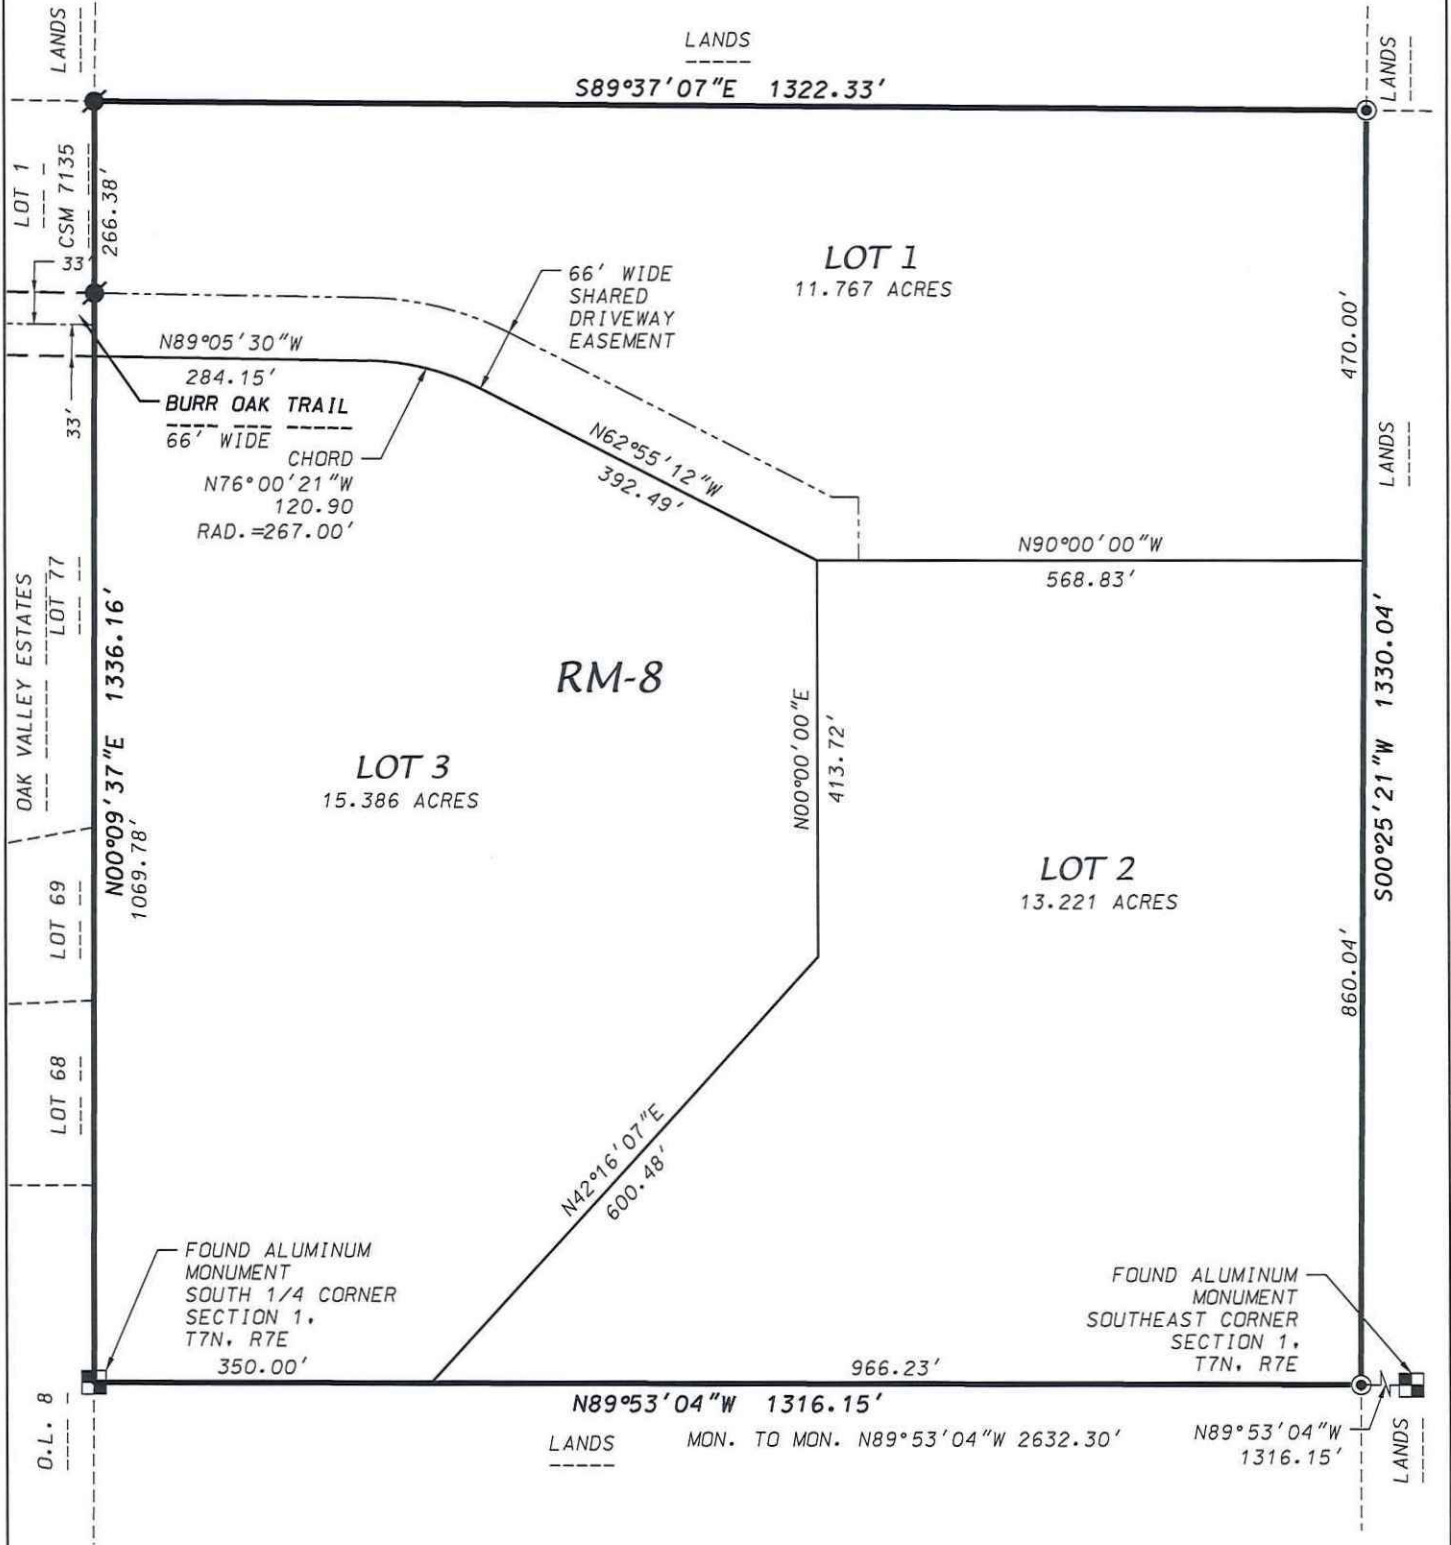 LANDS
LANDS
S89°37'07"E 1322.33'
LANDS
LOT 1
CSM 7135
266.38'
33'
66' WIDE
SHARED
DRIVEWAY
EASEMENT
LOT 1
11.767 ACRES
470.00'
N89°05'30"W
284.15'
BURR OAK TRAIL
66' WIDE
33'
CHORD
N76°00'21"W
120.90
RAD.=267.00'
N62°55'12"W
392.49'
LANDS
N90°00'00"W
568.83'
OAK VALLEY ESTATES
LOT 77
N00°09'37"E 1336.16'
1069.78'
RM-8
LOT 3
15.386 ACRES
N00°00'00"E
413.72'
S00°25'21"W 1330.04'
LOT 2
13.221 ACRES
860.04'
LOT 69
LOT 68
N42°16'07"E
600.48'
FOUND ALUMINUM
MONUMENT
SOUTH 1/4 CORNER
SECTION 1,
T7N, R7E
FOUND ALUMINUM
MONUMENT
SOUTHEAST CORNER
SECTION 1,
T7N, R7E
350.00'
966.23'
O.L. 8
N89°53'04"W 1316.15'
LANDS
MON. TO MON. N89°53'04"W 2632.30'
N89°53'04"W
1316.15'
LANDS